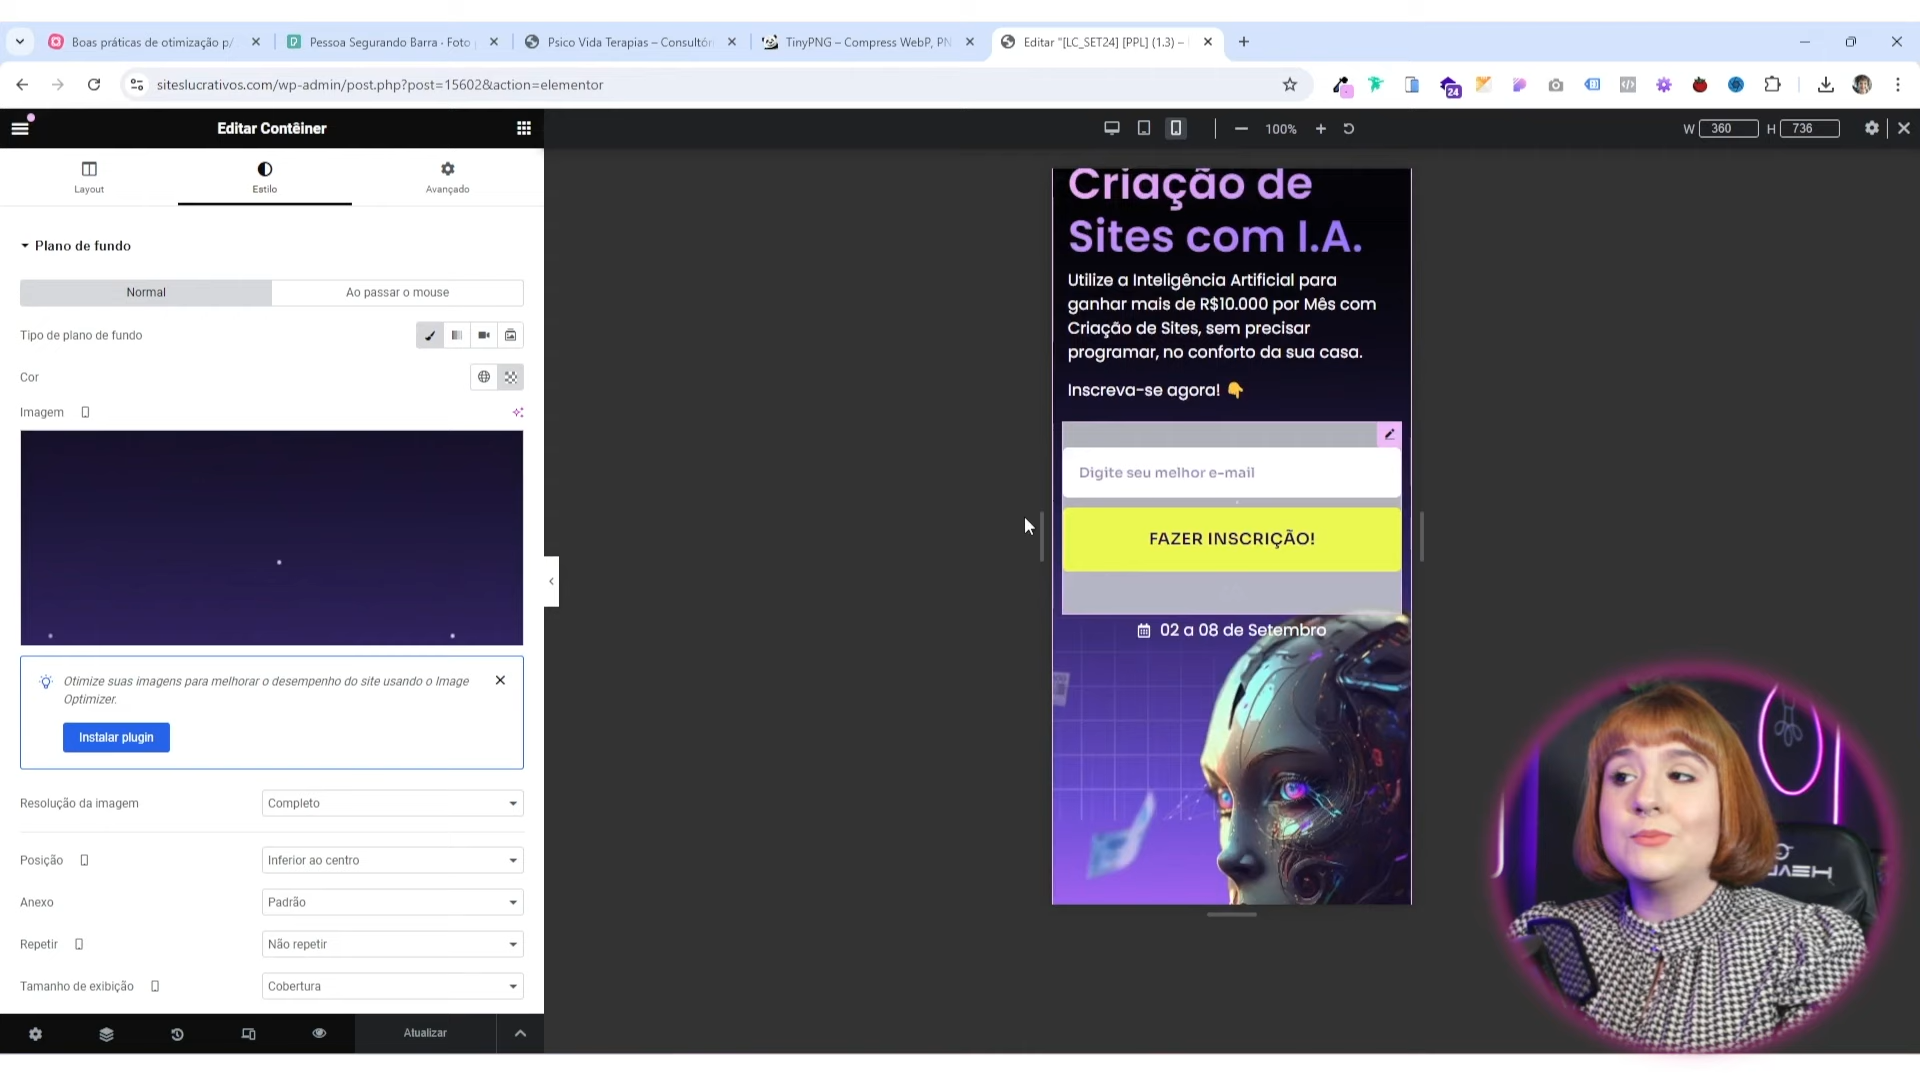 Boas práticas de otimização p/
Pessoa Segurando Barra · Foto
Psico Vida Terapias – Consultóri
TinyPNG – Compress WebP, PN
Editar "[LC_SET24] [PPL] (1.3) –
siteslucrativos.com/wp-admin/post.php?post=15602&action=elementor
24
Editar Contêiner
100%
W 360 H 736
Layout
Estilo
Avançado
Plano de fundo
Normal
Ao passar o mouse
Tipo de plano de fundo
Cor
Imagem
Otimize suas imagens para melhorar o desempenho do site usando o Image
Optimizer.
Instalar plugin
Resolução da imagem
Completo
Posição
Inferior ao centro
Anexo
Padrão
Repetir
Não repetir
Tamanho de exibição
Cobertura
Atualizar
Criação de
Sites com I.A.
Utilize a Inteligência Artificial para
ganhar mais de R$10.000 por Mês com
Criação de Sites, sem precisar
programar, no conforto da sua casa.
Inscreva-se agora! 👇
Digite seu melhor e-mail
FAZER INSCRIÇÃO!
02 a 08 de Setembro